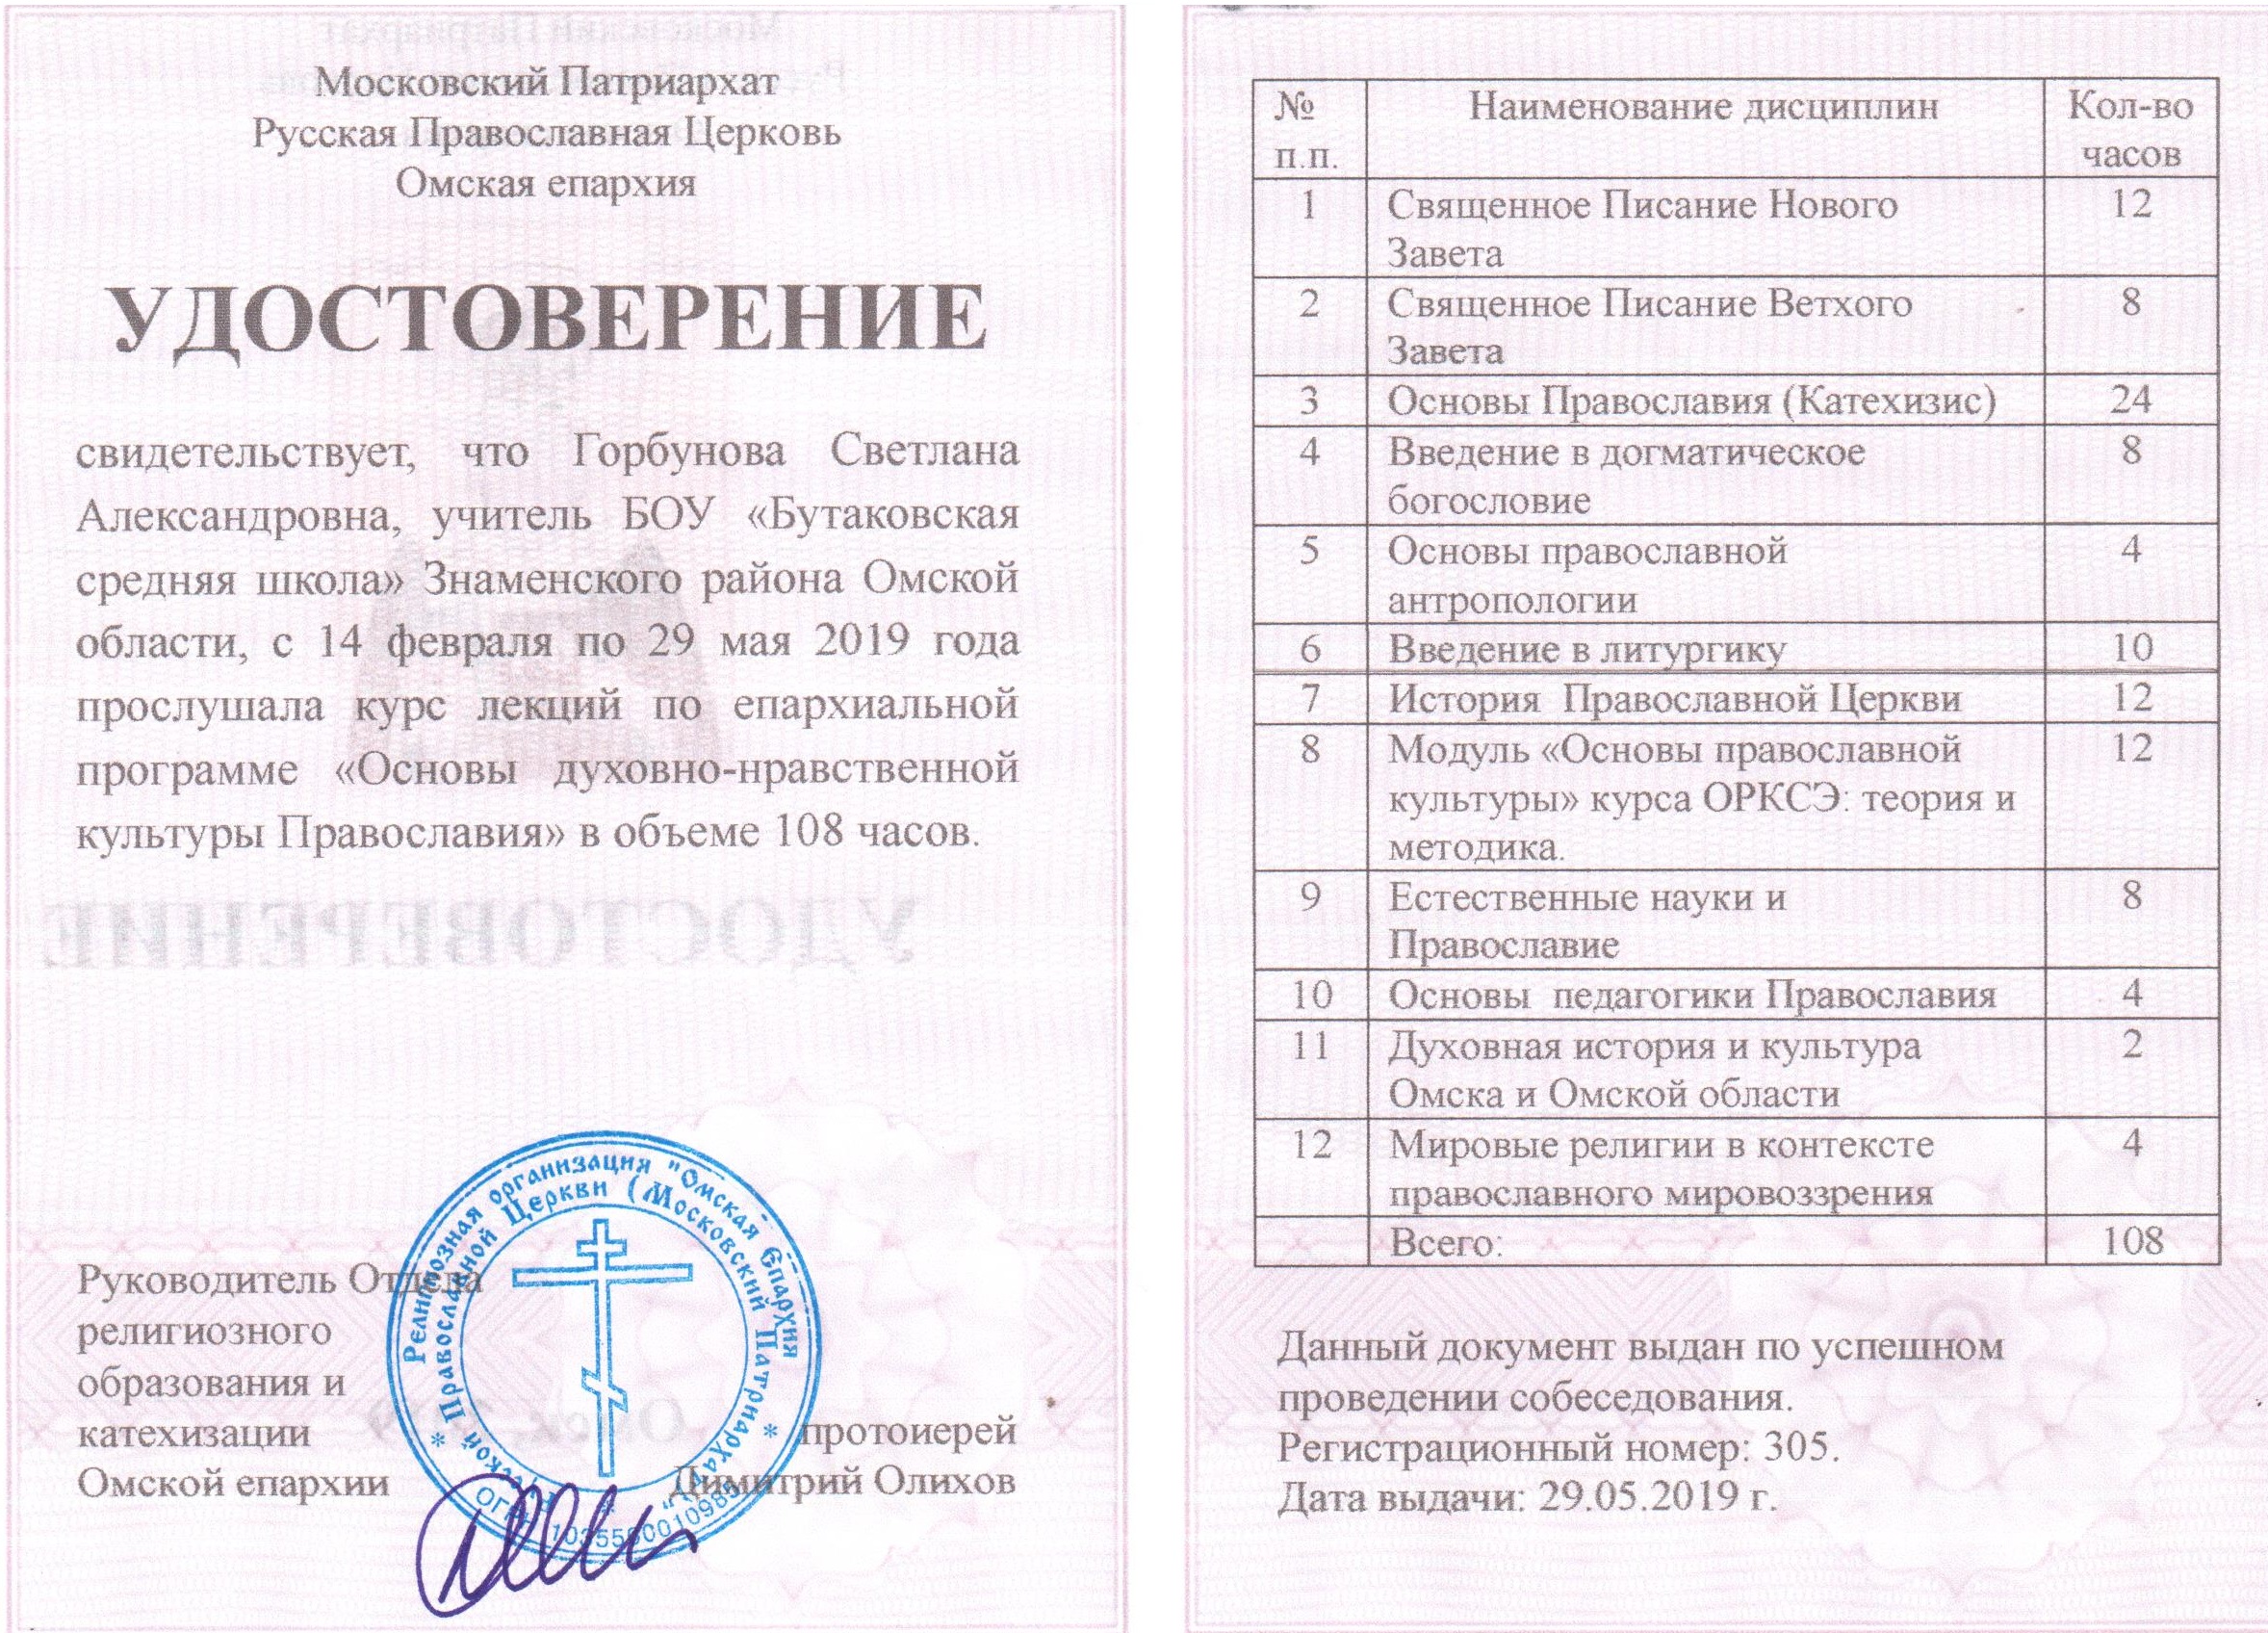 Московский Патриархат
Русская Православная Церковь
Омская епархия
УДОСТОВЕРЕНИЕ
свидетельствует, что Горбунова Светлана
Александровна, учитель БОУ «Бутаковская
средняя школа» Знаменского района Омской
области, с 14 февраля по 29 мая 2019 года
прослушала курс лекций по епархиальной
программе «Основы духовно-нравственной
культуры Православия» в объеме 108 часов.
Руководитель Отдела
религиозного
образования и
катехизации
Омской епархии
протоиерей
Димитрий Олихов
Религиозная организация "Омская Епархия
Русской Православной Церкви (Московский Патриархат)"
ОГРН
№ п.п. Наименование дисциплин Кол-во часов
1 Священное Писание Нового 12
Завета
2 Священное Писание Ветхого 8
Завета
3 Основы Православия (Катехизис) 24
4 Введение в догматическое 8
богословие
5 Основы православной 4
антропологии
6 Введение в литургику 10
7 История Православной Церкви 12
8 Модуль «Основы православной 12
культуры» курса ОРКСЭ: теория и
методика.
9 Естественные науки и 8
Православие
10 Основы педагогики Православия 4
11 Духовная история и культура 2
Омска и Омской области
12 Мировые религии в контексте 4
православного мировоззрения
Всего: 108
Данный документ выдан по успешном
проведении собеседования.
Регистрационный номер: 305.
Дата выдачи: 29.05.2019 г.